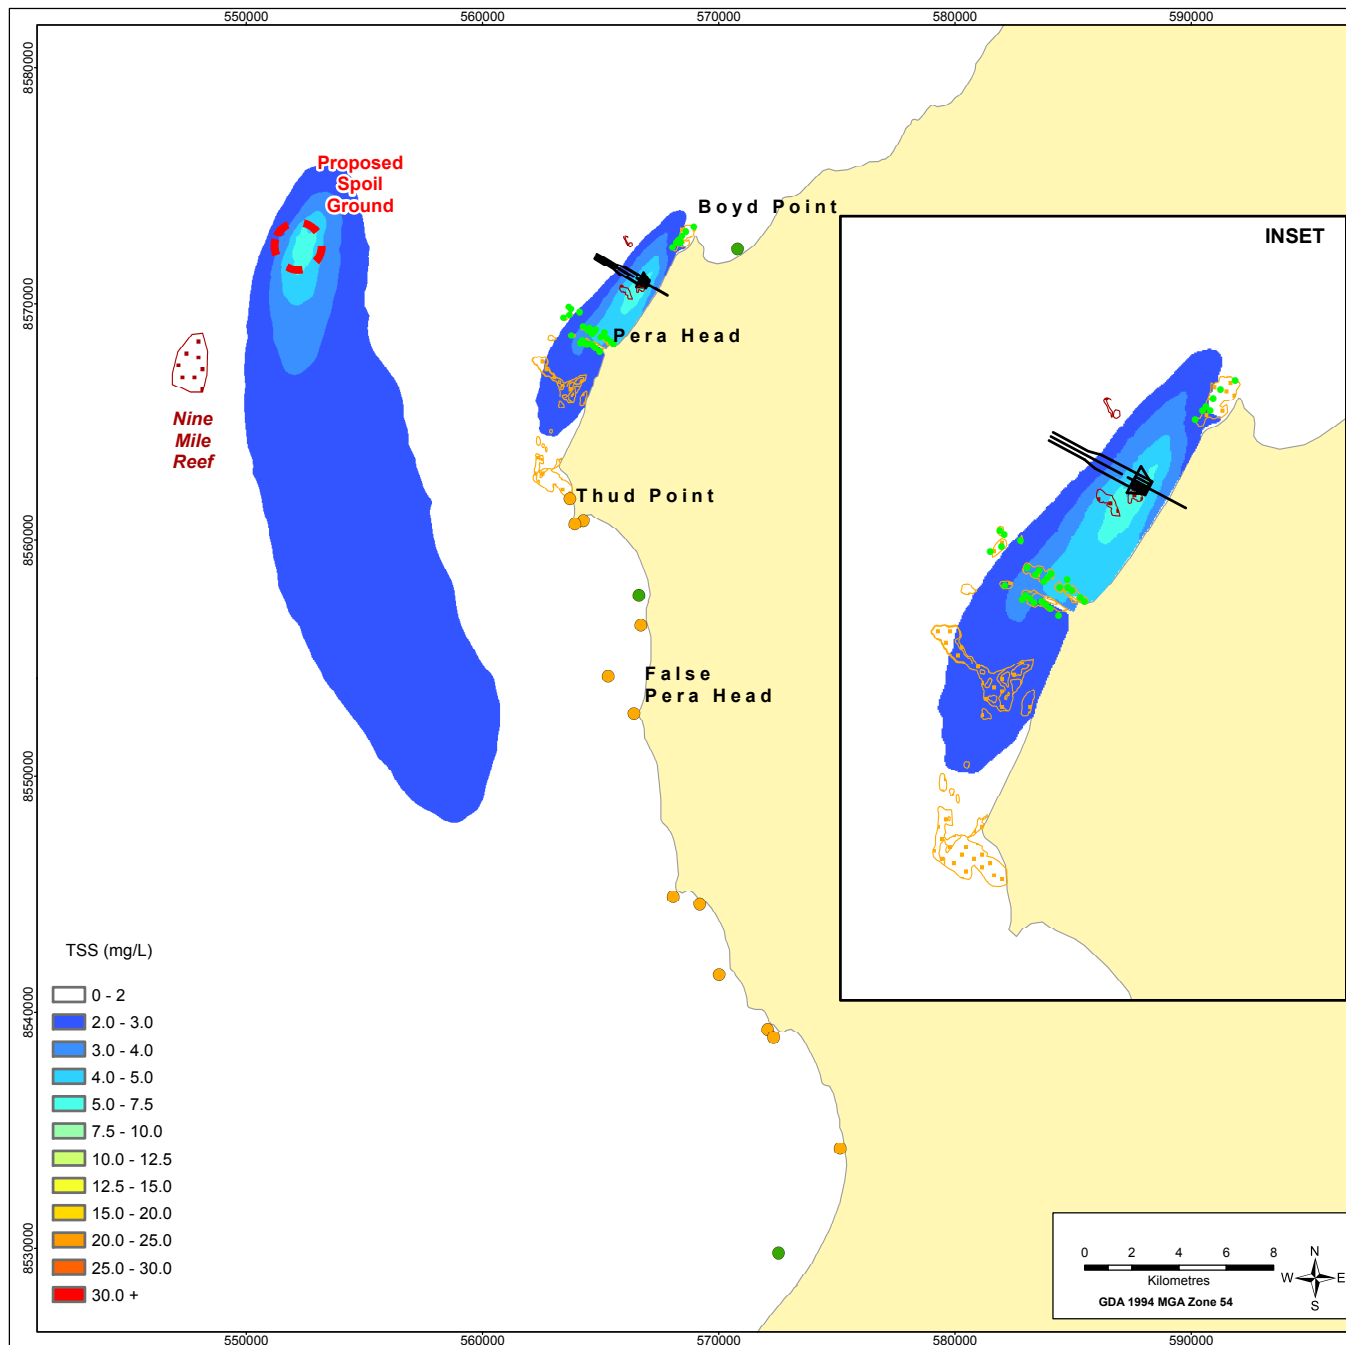 550000
560000
570000
580000
590000
8580000
8570000
8560000
8550000
8540000
8530000
Proposed
Spoil
Ground
Boyd Point
INSET
Pera Head
Nine
Mile
Reef
Thud Point
False
Pera Head
TSS (mg/L)
0 - 2
2.0 - 3.0
3.0 - 4.0
4.0 - 5.0
5.0 - 7.5
7.5 - 10.0
10.0 - 12.5
12.5 - 15.0
15.0 - 20.0
20.0 - 25.0
25.0 - 30.0
30.0 +
0 2 4 6 8
Kilometres
GDA 1994 MGA Zone 54
N
W E
S
550000
560000
570000
580000
590000